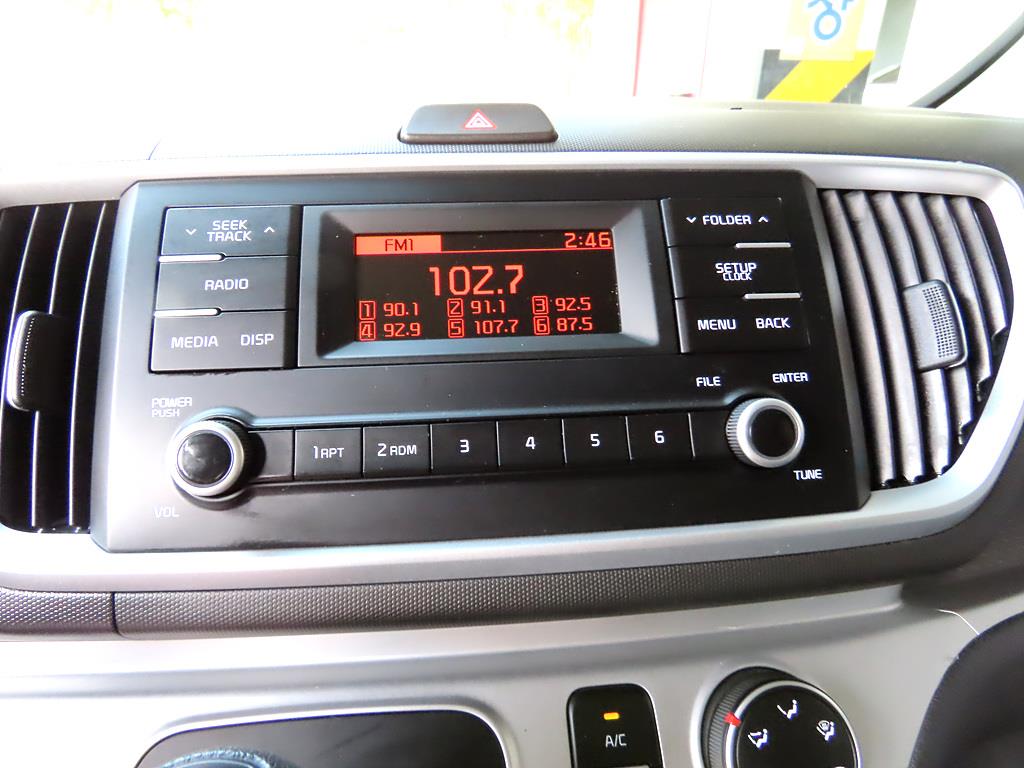 SEEK
TRACK
RADIO
MEDIA DISP
FM1 2:46
102.7
1 90.1 2 91.1 3 92.5
4 92.9 5 107.7 6 87.5
FOLDER
SETUP
CLOCK
MENU BACK
POWER
PUSH
VOL
1 RPT 2 RDM 3 4 5 6
FILE ENTER
TUNE
A/C